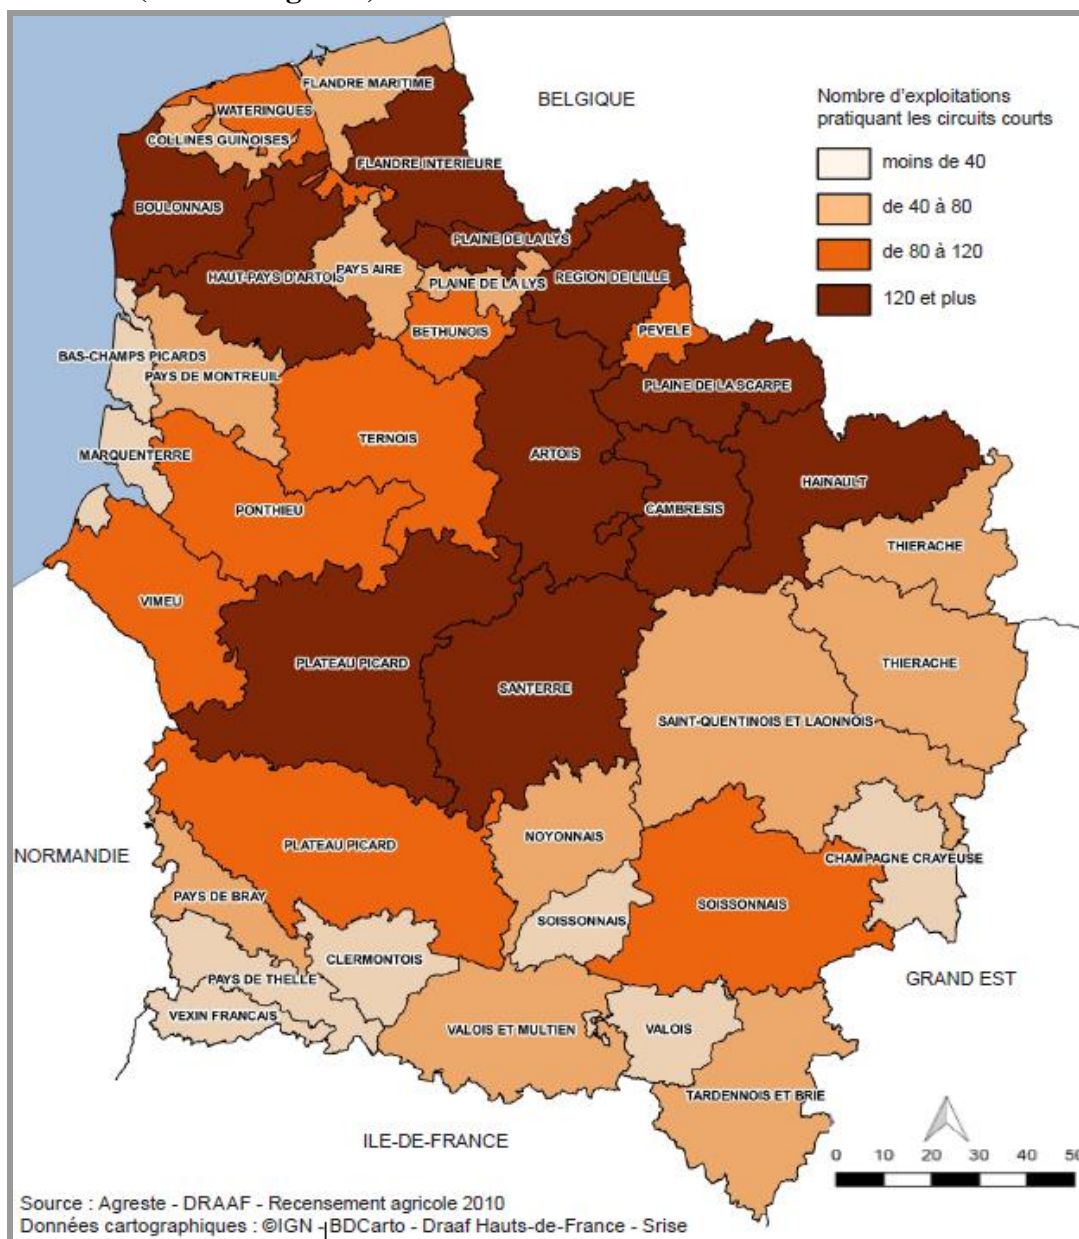 FLANDRE MARITIME
BELGIQUE
WATERINGUES
COLLINES GUINOISES
FLANDRE INTERIEURE
BOULONNAIS
PLAINE DE LA LYS
HAUT-PAYS D'ARTOIS
PAYS AIRE
PLAINE DE LA LYS
REGION DE LILLE
BETHUNOIS
PEVELE
BAS-CHAMPS PICARDS
PAYS DE MONTREUIL
PLAINE DE LA SCARPE
TERNOIS
MARQUENTERRE
ARTOIS
HAINAULT
PONTHIEU
CAMBRESIS
THIERACHE
VIMEU
PLATEAU PICARD
SANTERRE
THIERACHE
SAINT-QUENTINOIS ET LAONNOIS
NOYONNAIS
PLATEAU PICARD
NORMANDIE
CHAMPAGNE CRAYEUSE
PAYS DE BRAY
SOISSONNAIS
SOISSONNAIS
CLERMONTOIS
PAYS DE THELLE
GRAND EST
VEXIN FRANCAIS
VALOIS ET MULTIEN
VALOIS
TARDENNOIS ET BRIE
ILE-DE-FRANCE
Nombre d'exploitations
pratiquant les circuits courts
moins de 40
de 40 à 80
de 80 à 120
120 et plus
0 10 20 30 40 50
Source : Agreste - DRAAF - Recensement agricole 2010
Données cartographiques : ©IGN - BDCarto - Draaf Hauts-de-France - Srise